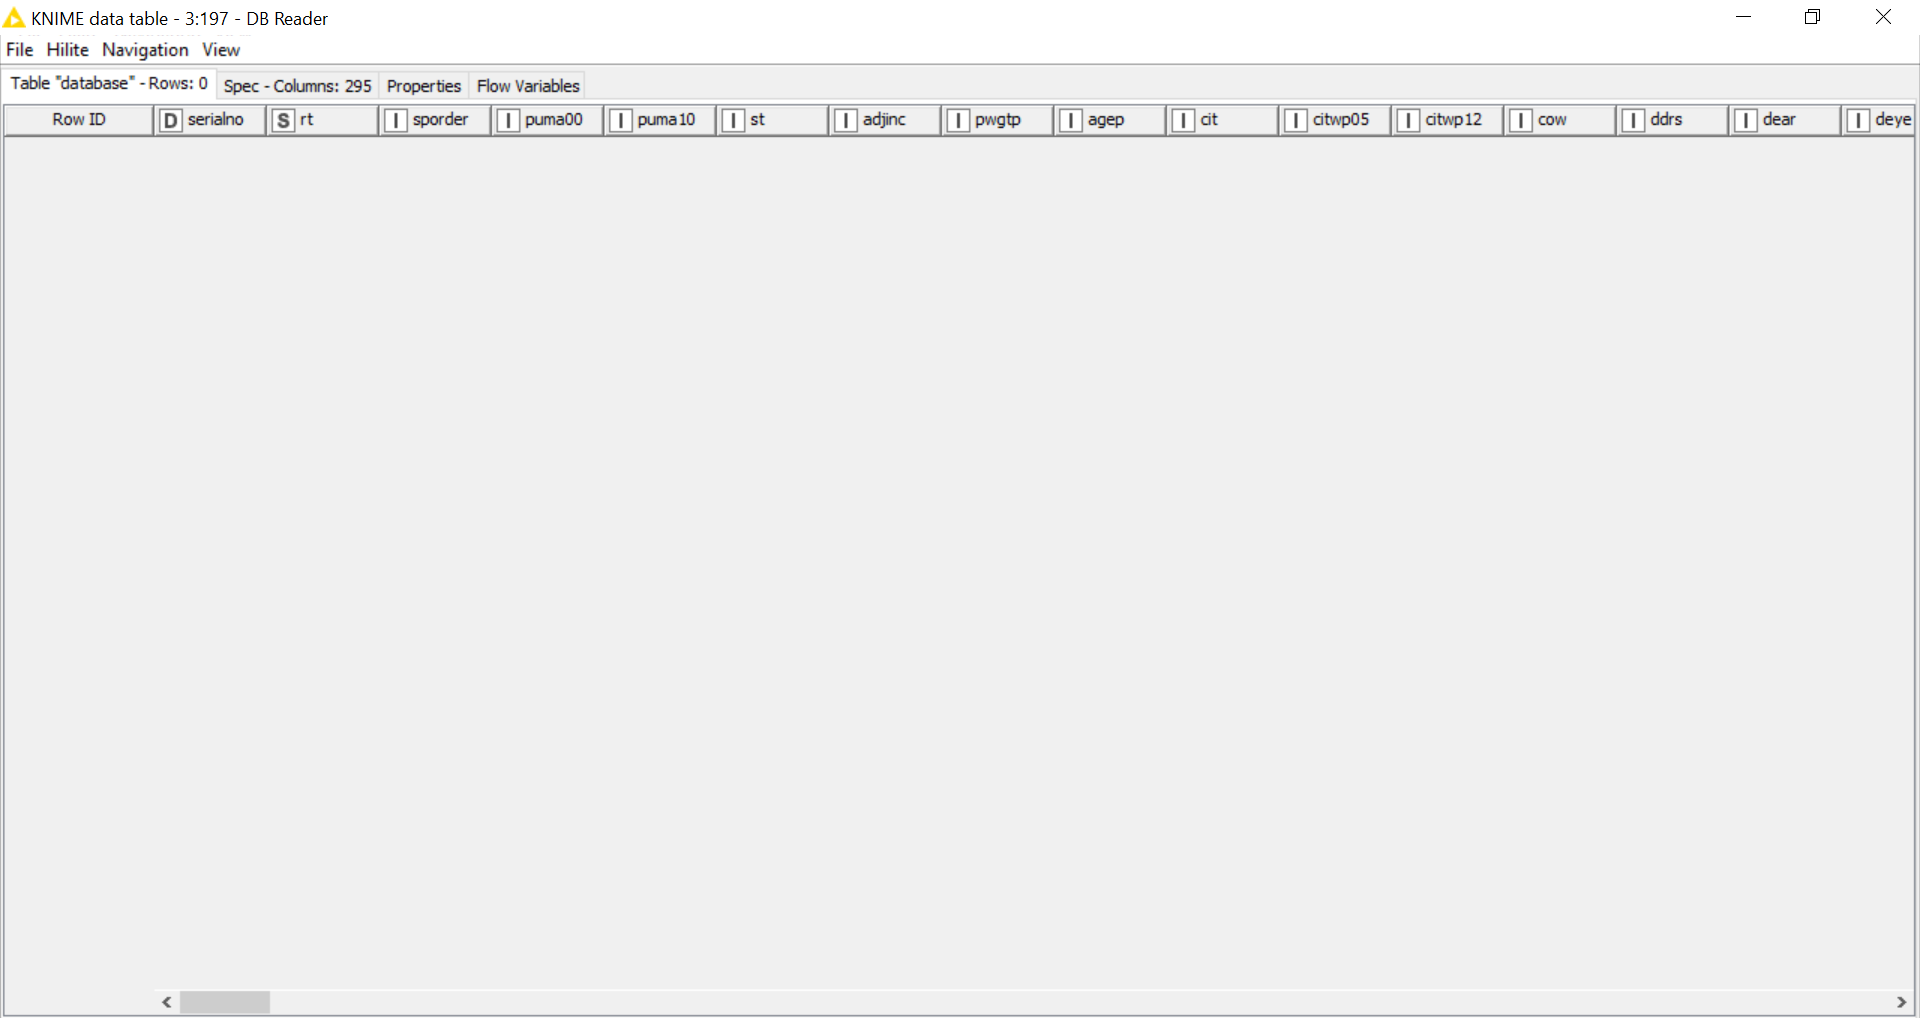 KNIME data table - 3:197 - DB Reader
File Hilite Navigation View
Table "database" - Rows: 0 Spec - Columns: 295 Properties Flow Variables
Row ID D serialno S rt I sporder I puma00 I puma10 I st I adjinc I pwgtp I agep I cit I citwp05 I citwp12 I cow I ddrs I dear I deye